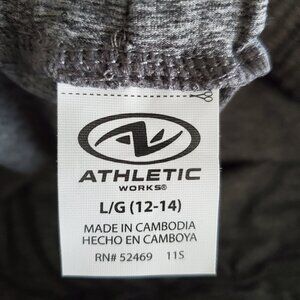 ATHLETIC
WORKS®
L/G (12-14)
MADE IN CAMBODIA
HECHO EN CAMBOYA
RN# 52469 11S